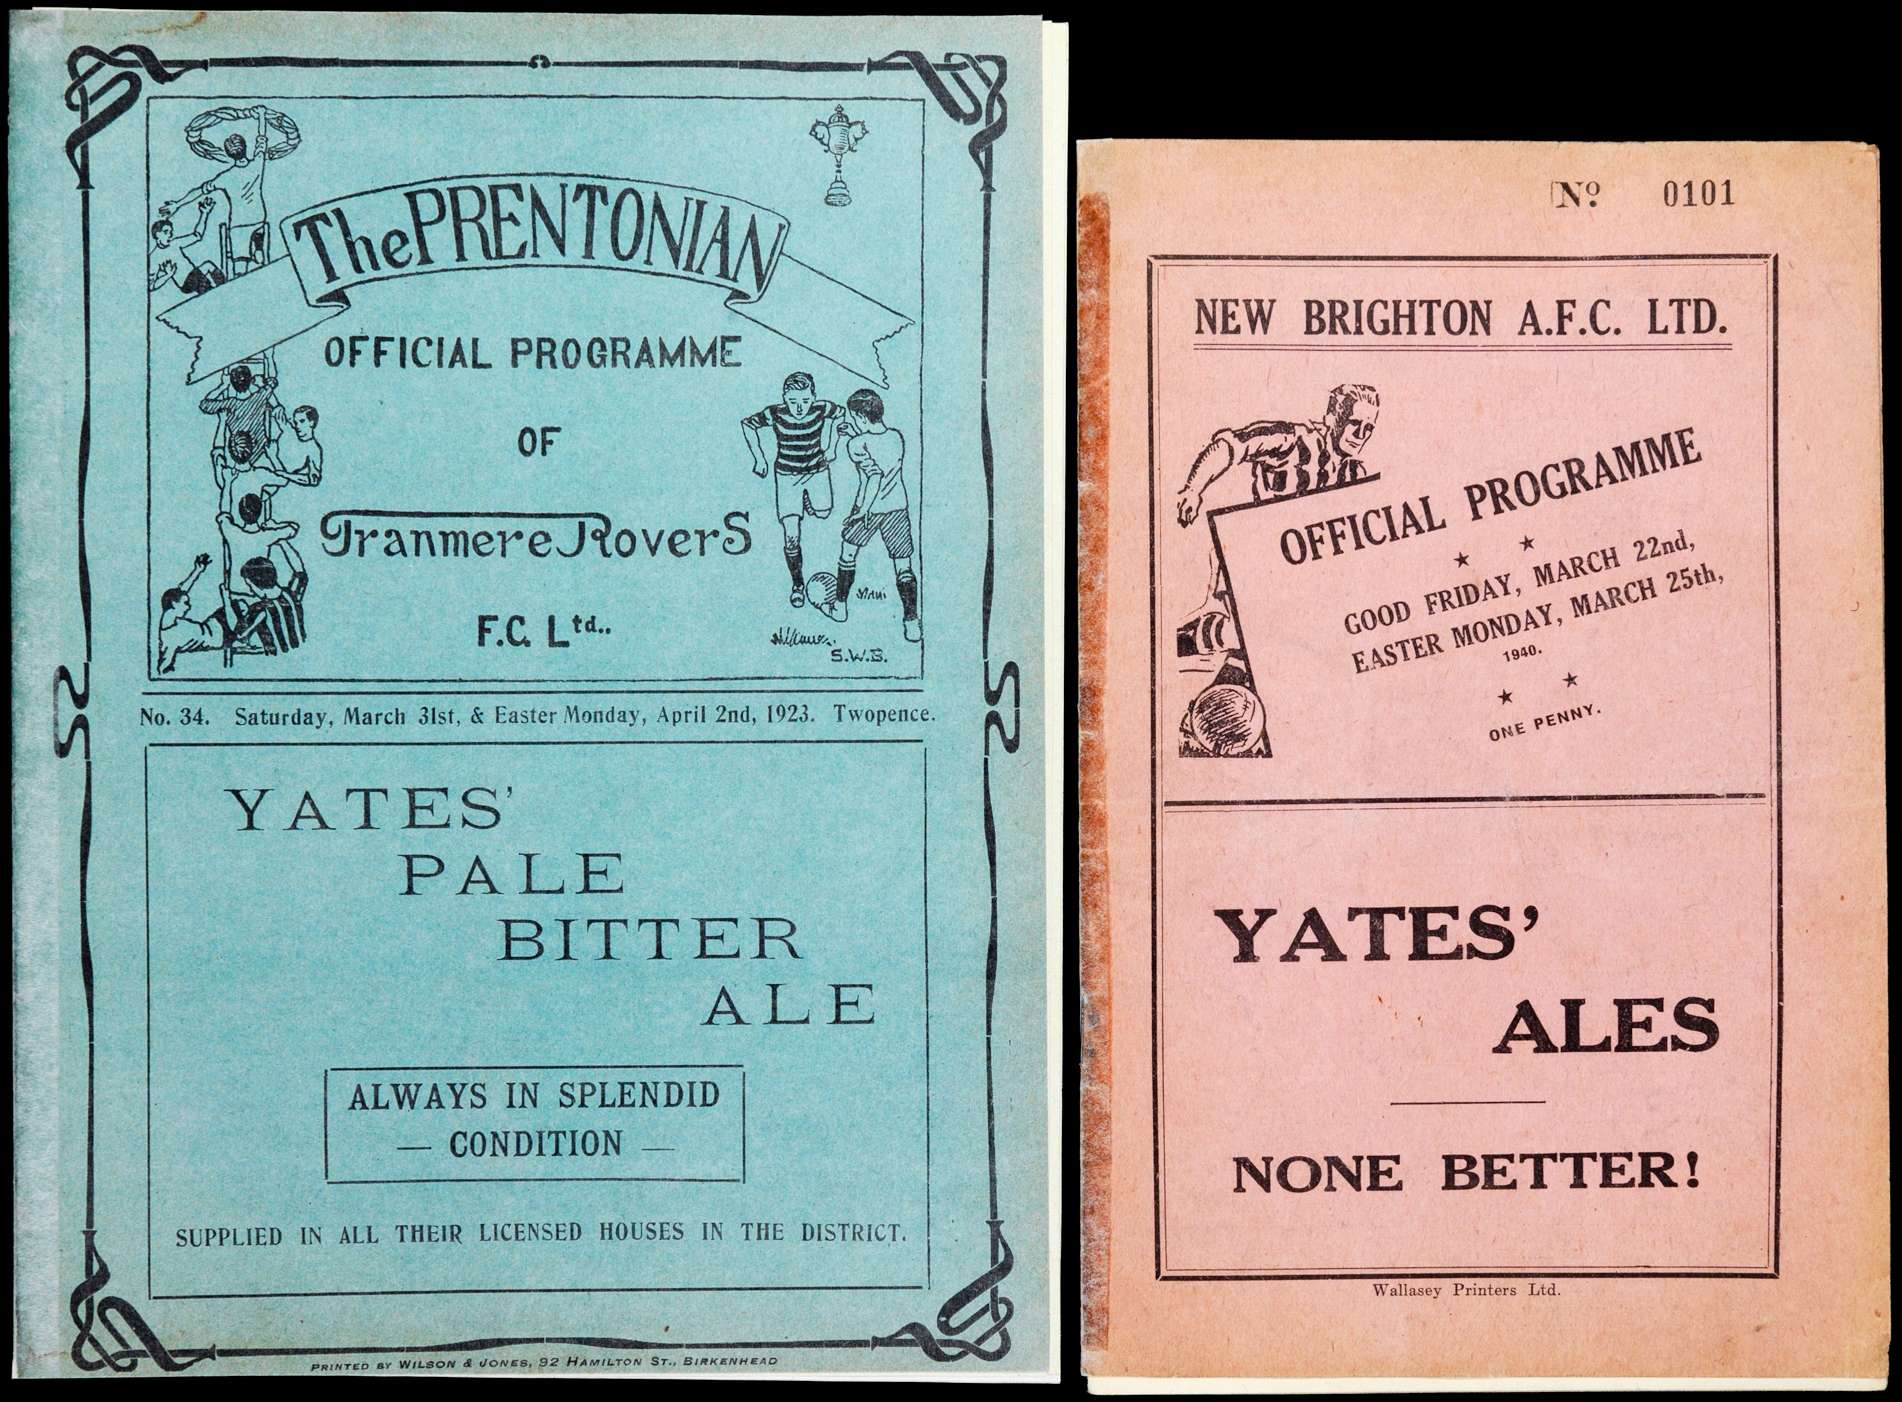 The PRENTONIAN
OFFICIAL PROGRAMME
OF
Tranmere Rovers
F.C. Ltd..
S.W.B.
No. 34. Saturday, March 31st, & Easter Monday, April 2nd, 1923. Twopence.
YATES'
PALE
BITTER
ALE
ALWAYS IN SPLENDID
— CONDITION —
SUPPLIED IN ALL THEIR LICENSED HOUSES IN THE DISTRICT.
PRINTED BY WILSON & JONES, 92 HAMILTON ST., BIRKENHEAD
No. 0101
NEW BRIGHTON A.F.C. LTD.
OFFICIAL PROGRAMME
GOOD FRIDAY, MARCH 22nd,
EASTER MONDAY, MARCH 25th,
1940.
ONE PENNY.
YATES'
ALES
NONE BETTER!
Wallasey Printers Ltd.